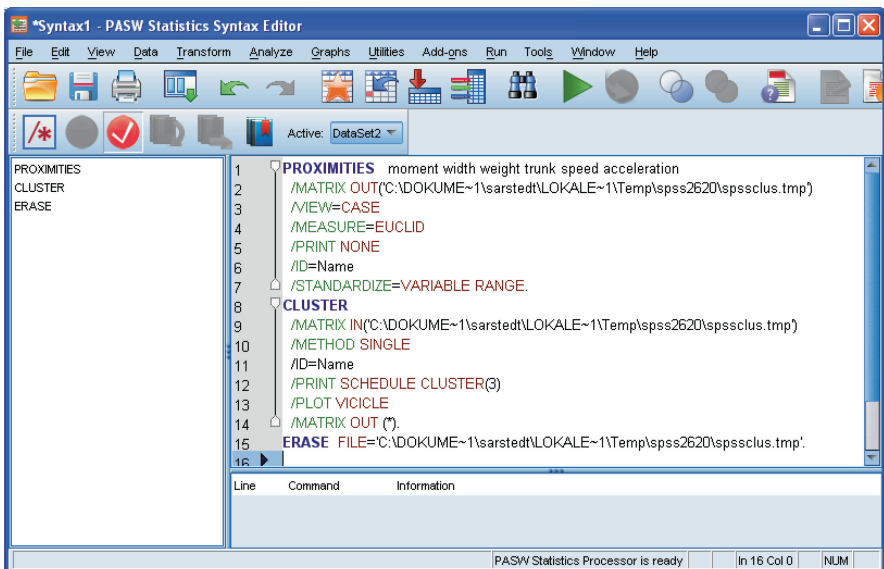 *Syntax1 - PASW Statistics Syntax Editor
File Edit View Data Transform Analyze Graphs Utilities Add-ons Run Tools Window Help
Active: DataSet2
PROXIMITIES
CLUSTER
ERASE
1 PROXIMITIES moment width weight trunk speed acceleration
2 /MATRIX OUT('C:\DOKUME~1\sarstedt\LOKALE~1\Temp\spss2620\spssclus.tmp')
3 /VIEW=CASE
4 /MEASURE=EUCLID
5 /PRINT NONE
6 /ID=Name
7 /STANDARDIZE=VARIABLE RANGE.
8 CLUSTER
9 /MATRIX IN('C:\DOKUME~1\sarstedt\LOKALE~1\Temp\spss2620\spssclus.tmp')
10 /METHOD SINGLE
11 /ID=Name
12 /PRINT SCHEDULE CLUSTER(3)
13 /PLOT VICICLE
14 /MATRIX OUT (*).
15 ERASE FILE='C:\DOKUME~1\sarstedt\LOKALE~1\Temp\spss2620\spssclus.tmp'.
16
Line Command Information
PASW Statistics Processor is ready In 16 Col 0 NUM